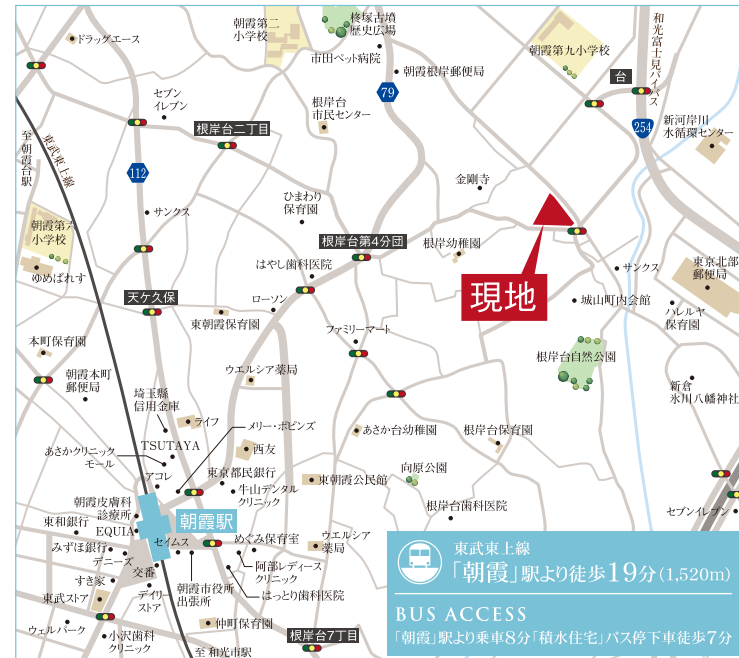 ドラッグエース
朝霞第二
小学校
柊塚古墳
歴史広場
市田ペット病院
79
朝霞根岸郵便局
朝霞第九小学校
和光富士見バイパス
台
254
新河岸川
水循環センター
セブン
イレブン
根岸台二丁目
根岸台
市民センター
至 朝霞台駅
東武東上線
112
金剛寺
ひまわり
保育園
サンクス
朝霞第六
小学校
ゆめぱれす
根岸台第4分団
根岸幼稚園
はやし歯科医院
現地
サンクス
東京北部
郵便局
天ケ久保
ローソン
城山町内会館
ハレルヤ
保育園
東朝霞保育園
ファミリーマート
本町保育園
朝霞本町
郵便局
ウエルシア薬局
根岸台自然公園
新倉
氷川八幡神社
埼玉縣
信用金庫
ライフ
メリー・ポピンズ
あさか台幼稚園
根岸台保育園
あさかクリニック
モール
TSUTAYA
西友
アコレ
東京都民銀行
牛山デンタル
クリニック
東朝霞公民館
向原公園
朝霞皮膚科
診療所
朝霞駅
根岸台歯科医院
セブンイレブン
東和銀行
EQUIA
みずほ銀行
セイムス
めぐみ保育室
ウエルシア
薬局
デニーズ
交番
朝霞市役所
出張所
阿部レディース
クリニック
すき家
デイリー
ストア
はっとり歯科医院
東武ストア
ウェルパーク
小沢歯科
クリニック
仲町保育園
根岸台7丁目
至 和光市駅
東武東上線
「朝霞」駅より徒歩19分(1,520m)
BUS ACCESS
「朝霞」駅より乗車8分「積水住宅」バス停下車徒歩7分